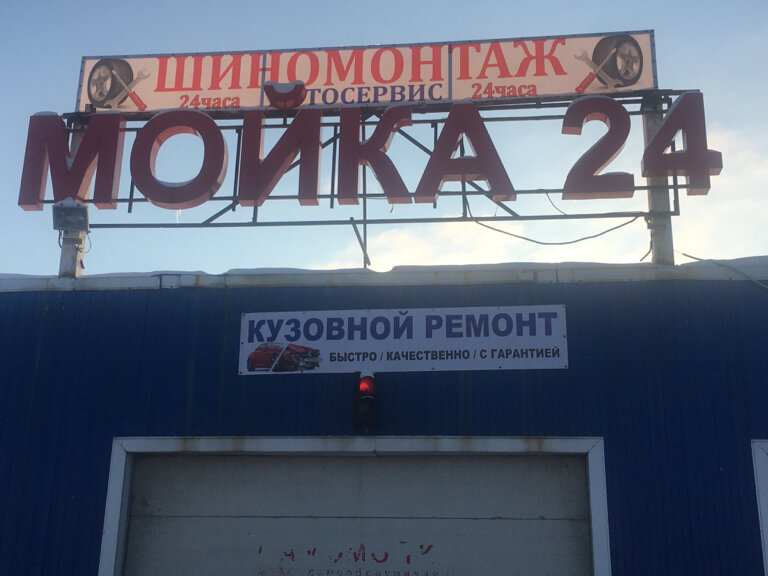 ШИНОМОНТАЖ
24часа ТОСЕРВИС 24часа
МОЙКА 24
КУЗОВНОЙ РЕМОНТ
БЫСТРО / КАЧЕСТВЕННО / С ГАРАНТИЕЙ